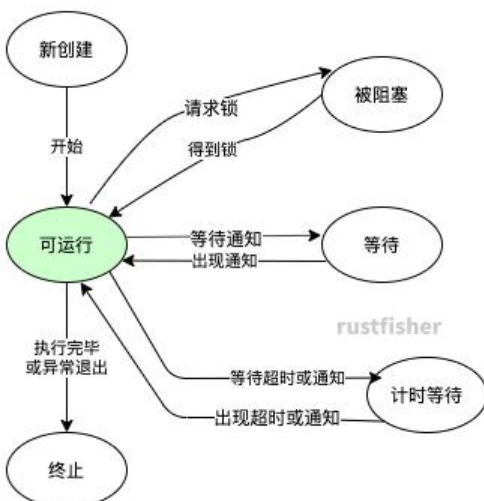 新创建
请求锁
被阻塞
开始
得到锁
可运行
等待通知
等待
出现通知
rustfisher
执行完毕
或异常退出
等待超时或通知
计时等待
出现超时或通知
终止